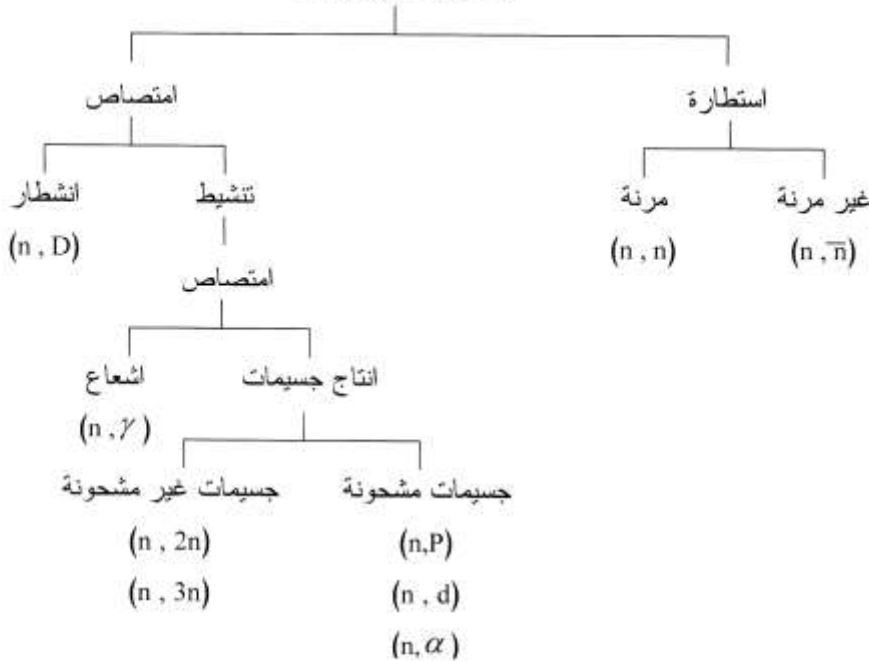 امتصاص
استطارة
انشطار
تنشيط
مرنة
غير مرنة
(n , D)
(n , n)
(n , n̅)
امتصاص
اشعاع
انتاج جسيمات
(n , γ)
جسيمات غير مشحونة
جسيمات مشحونة
(n , 2n)
(n,P)
(n , 3n)
(n , d)
(n, α)